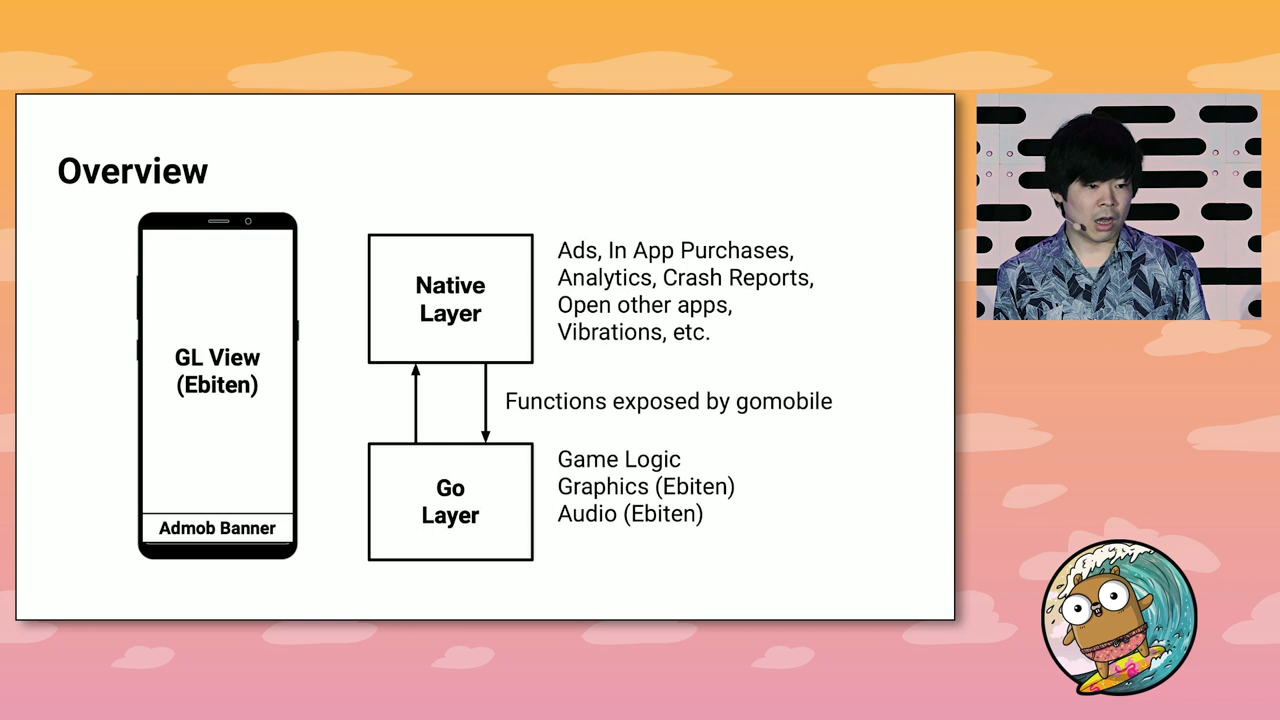 Overview
GL View
(Ebiten)
Admob Banner
Native
Layer
Ads, In App Purchases,
Analytics, Crash Reports,
Open other apps,
Vibrations, etc.
Functions exposed by gomobile
Go
Layer
Game Logic
Graphics (Ebiten)
Audio (Ebiten)